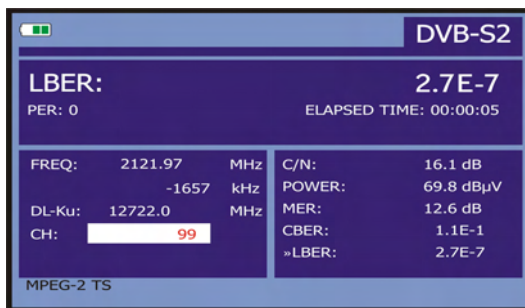 DVB-S2
LBER: 2.7E-7
PER: 0 ELAPSED TIME: 00:00:05
FREQ: 2121.97 MHz
-1657 kHz
DL-Ku: 12722.0 MHz
CH: 99
C/N: 16.1 dB
POWER: 69.8 dBµV
MER: 12.6 dB
CBER: 1.1E-1
»LBER: 2.7E-7
MPEG-2 TS